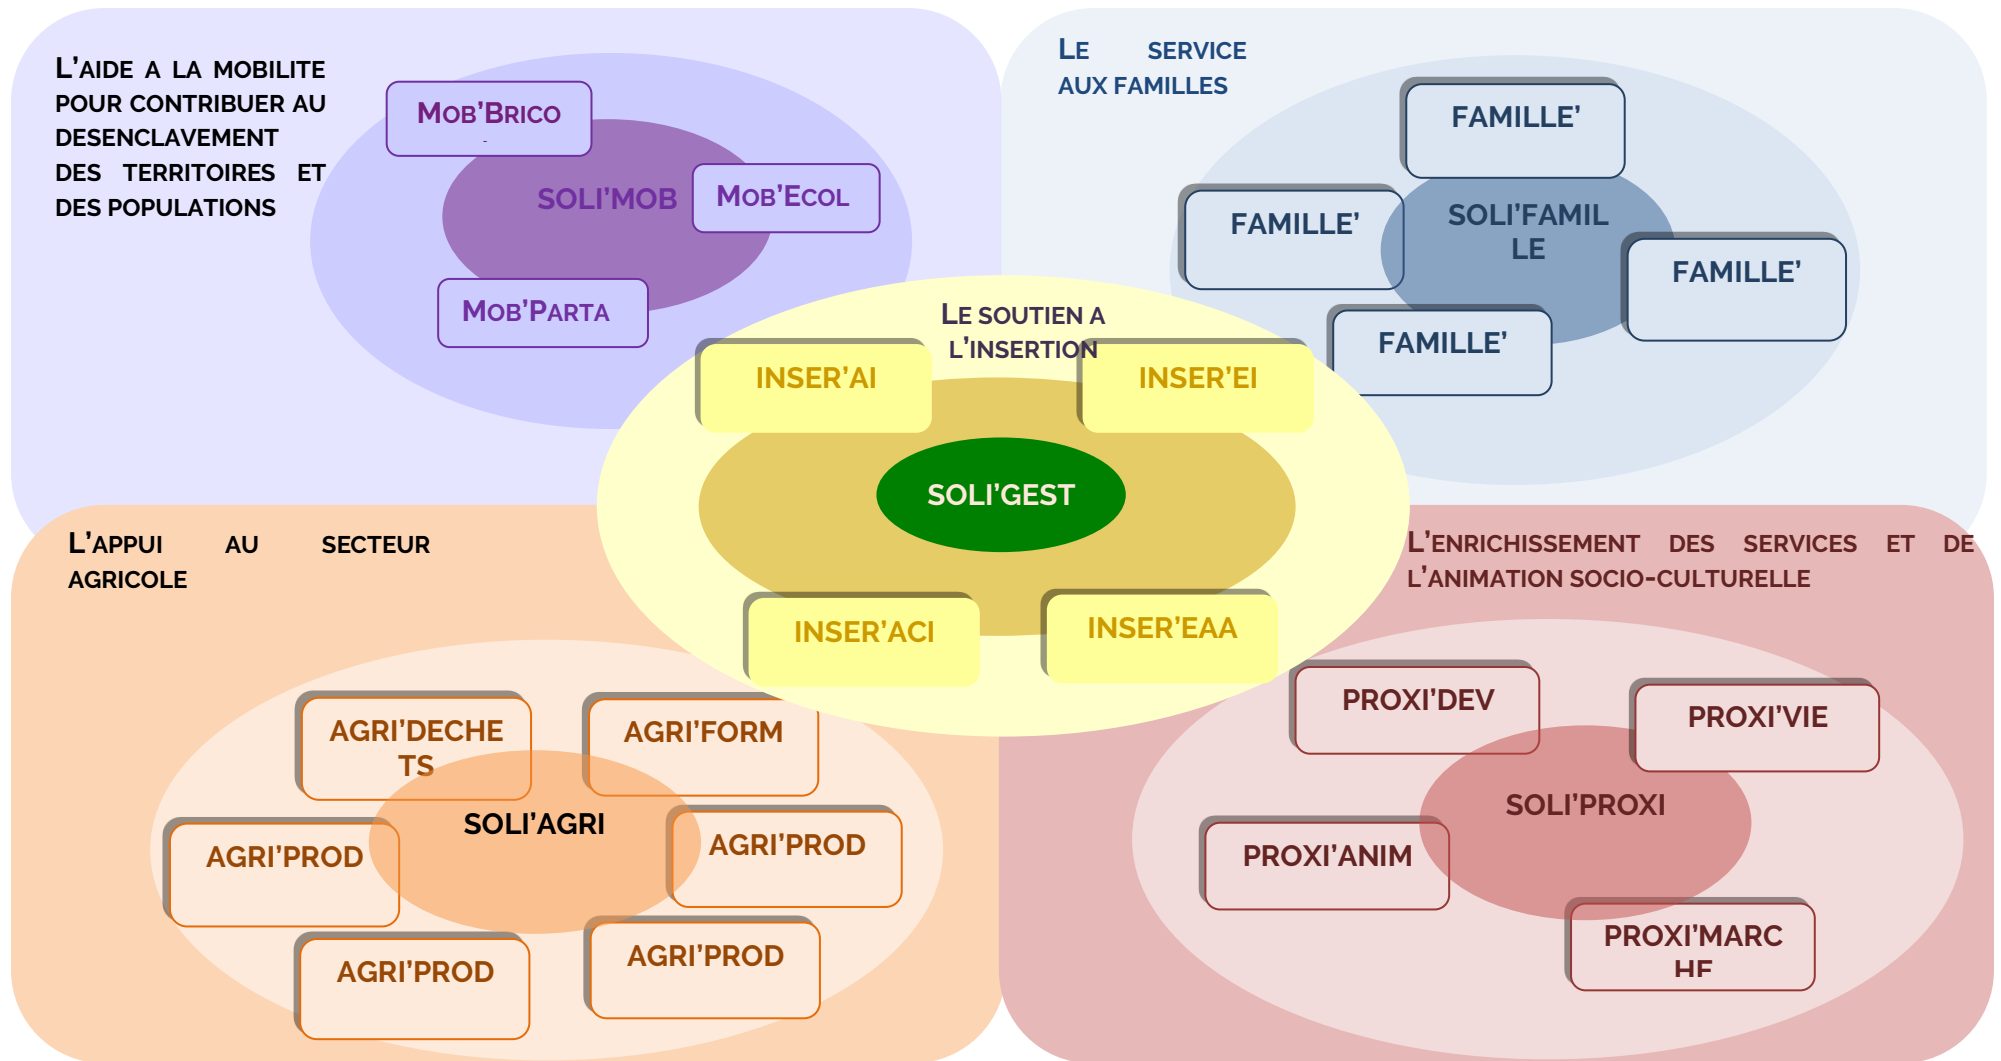 L'AIDE A LA MOBILITE
POUR CONTRIBUER AU
DESENCLAVEMENT
DES TERRITOIRES ET
DES POPULATIONS
MOB'BRICO
-
SOLI'MOB
MOB'ECOL
MOB'PARTA
LE SERVICE
AUX FAMILLES
FAMILLE'
FAMILLE'
SOLI'FAMIL
LE
FAMILLE'
FAMILLE'
LE SOUTIEN A
L'INSERTION
INSER'AI
INSER'EI
SOLI'GEST
INSER'ACI
INSER'EAA
L'APPUI AU SECTEUR
AGRICOLE
AGRI'DECHE
TS
AGRI'FORM
SOLI'AGRI
AGRI'PROD
AGRI'PROD
AGRI'PROD
AGRI'PROD
L'ENRICHISSEMENT DES SERVICES ET DE
L'ANIMATION SOCIO-CULTURELLE
PROXI'DEV
PROXI'VIE
SOLI'PROXI
PROXI'ANIM
PROXI'MARC
HE